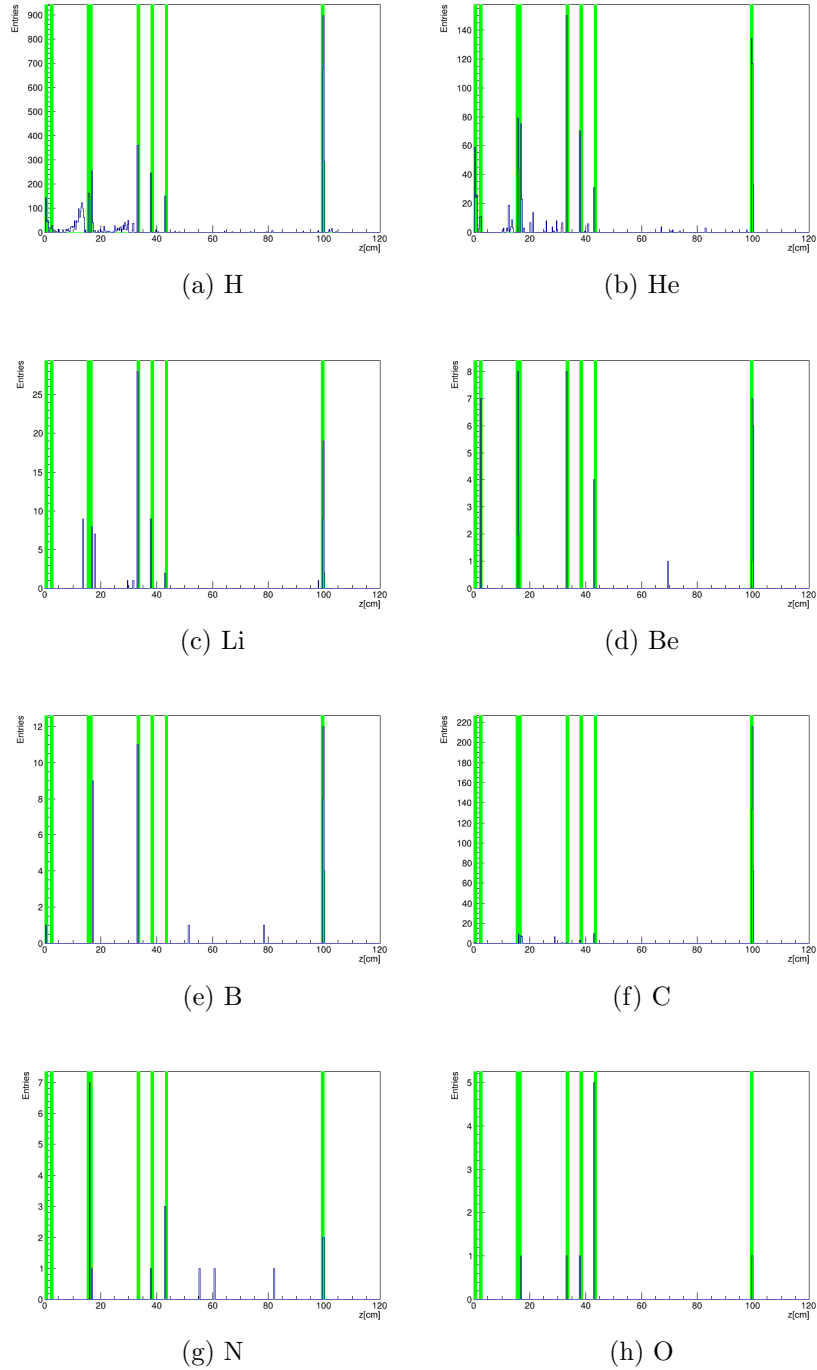 Entries
900
800
700
600
500
400
300
200
100
0
0 20 40 60 80 100 120
z[cm]
(a) H
Entries
140
120
100
80
60
40
20
0
0 20 40 60 80 100 120
z[cm]
(b) He
Entries
25
20
15
10
5
0
0 20 40 60 80 100 120
z[cm]
(c) Li
Entries
8
7
6
5
4
3
2
1
0
0 20 40 60 80 100 120
z[cm]
(d) Be
Entries
12
10
8
6
4
2
0
0 20 40 60 80 100 120
z[cm]
(e) B
Entries
220
200
180
160
140
120
100
80
60
40
20
0
0 20 40 60 80 100 120
z[cm]
(f) C
Entries
7
6
5
4
3
2
1
0
0 20 40 60 80 100 120
z[cm]
(g) N
Entries
5
4
3
2
1
0
0 20 40 60 80 100 120
z[cm]
(h) O